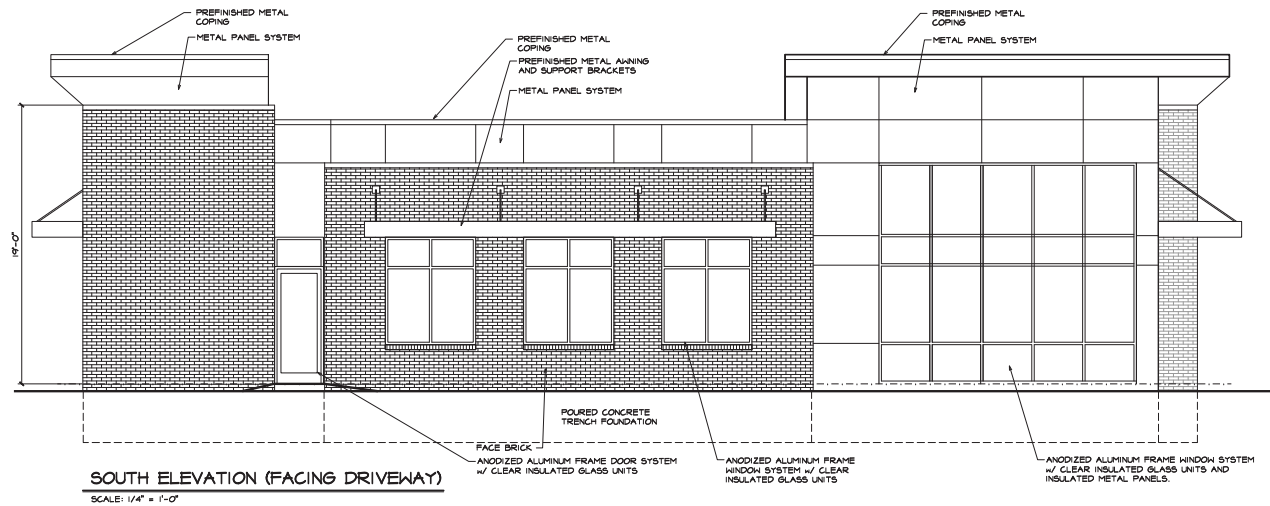 PREFINISHED METAL
COPING
METAL PANEL SYSTEM
PREFINISHED METAL
COPING
PREFINISHED METAL AWNING
AND SUPPORT BRACKETS
METAL PANEL SYSTEM
PREFINISHED METAL
COPING
METAL PANEL SYSTEM
19'-0"
POURED CONCRETE
TRENCH FOUNDATION
FACE BRICK
ANODIZED ALUMINUM FRAME DOOR SYSTEM
w/ CLEAR INSULATED GLASS UNITS
ANODIZED ALUMINUM FRAME
WINDOW SYSTEM w/ CLEAR
INSULATED GLASS UNITS
ANODIZED ALUMINUM FRAME WINDOW SYSTEM
w/ CLEAR INSULATED GLASS UNITS AND
INSULATED METAL PANELS.
SOUTH ELEVATION (FACING DRIVEWAY)
SCALE: 1/4" = 1'-0"